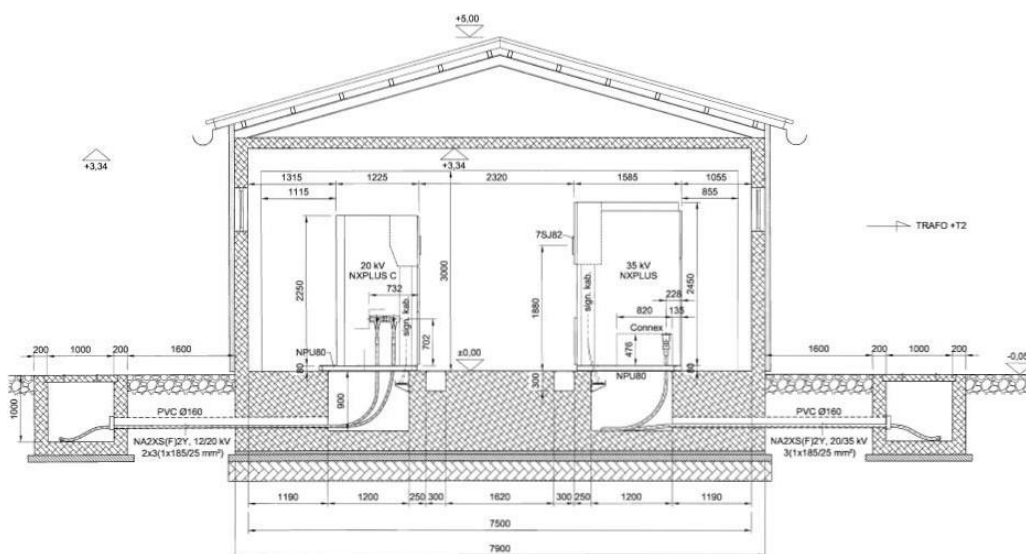 +5,00
+3,34
+3,34
1315 1225 2320 1585 1055
1115 855
TRAFO +T2
7SJ82
20 kV
NXPLUS C
35 kV
NXPLUS
732
228
820 135
Connex
sign. kab.
sign. kab.
2250
3000
1880
2450
702
476
NPU80
NPU80
80
80
±0,00
-0,05
200 1000 200 1600
1600 200 1000 200
1000
900
300
PVC Ø160
PVC Ø160
NA2XS(F)2Y, 12/20 kV
2x3(1x185/25 mm²)
NA2XS(F)2Y, 20/35 kV
3(1x185/25 mm²)
1190 1200 250 300 1620 300 250 1200 1190
7500
7900